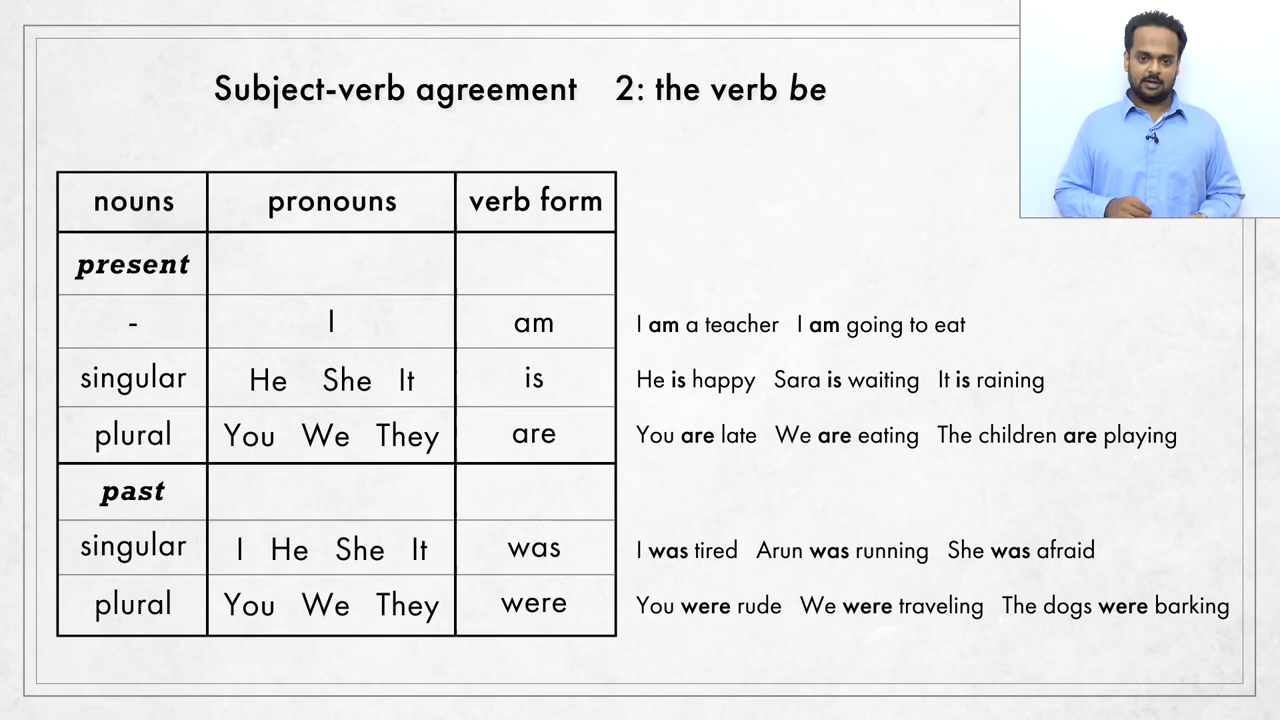 Subject-verb agreement 2: the verb be
nouns pronouns verb form
present
- I am I am a teacher I am going to eat
singular He She It is He is happy Sara is waiting It is raining
plural You We They are You are late We are eating The children are playing
past
singular I He She It was I was tired Arun was running She was afraid
plural You We They were You were rude We were traveling The dogs were barking